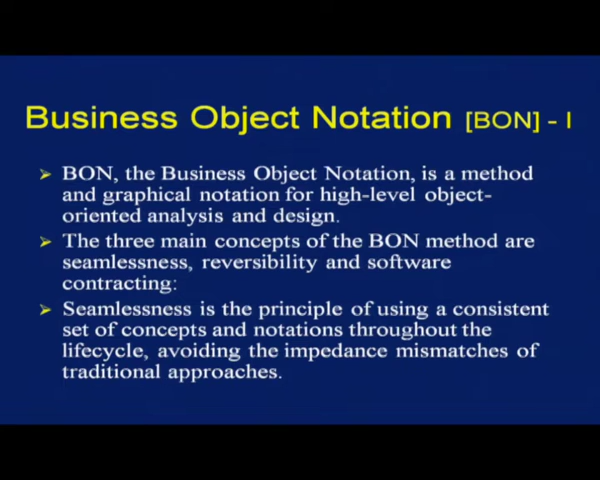 Business Object Notation [BON] - I
BON, the Business Object Notation, is a method
and graphical notation for high-level object-
oriented analysis and design.
The three main concepts of the BON method are
seamlessness, reversibility and software
contracting:
Seamlessness is the principle of using a consistent
set of concepts and notations throughout the
lifecycle, avoiding the impedance mismatches of
traditional approaches.